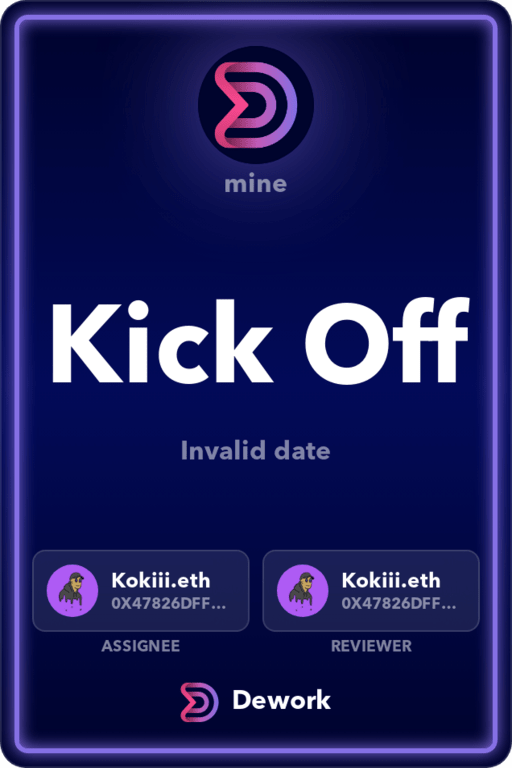 mine
Kick Off
Invalid date
Kokiii.eth
0X47826DFF...
ASSIGNEE
Kokiii.eth
0X47826DFF...
REVIEWER
Dework